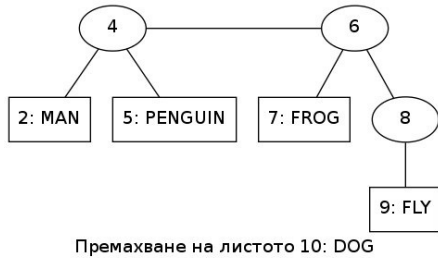 4
6
2: MAN
5: PENGUIN
7: FROG
8
9: FLY
Премахване на листото 10: DOG